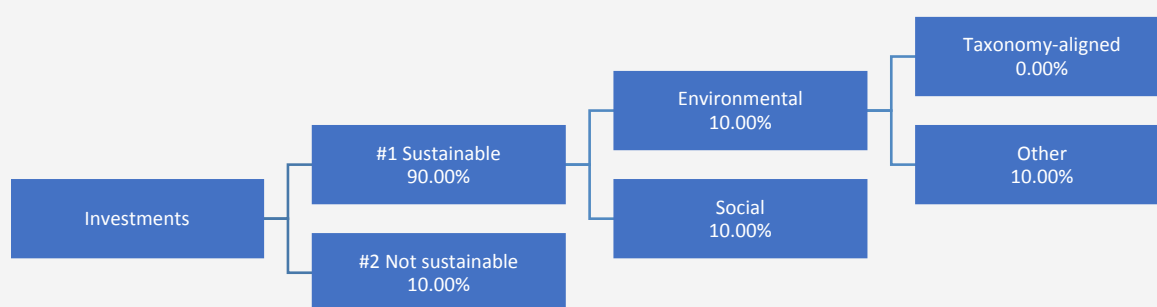 Investments
#1 Sustainable
90.00%
#2 Not sustainable
10.00%
Environmental
10.00%
Social
10.00%
Taxonomy-aligned
0.00%
Other
10.00%